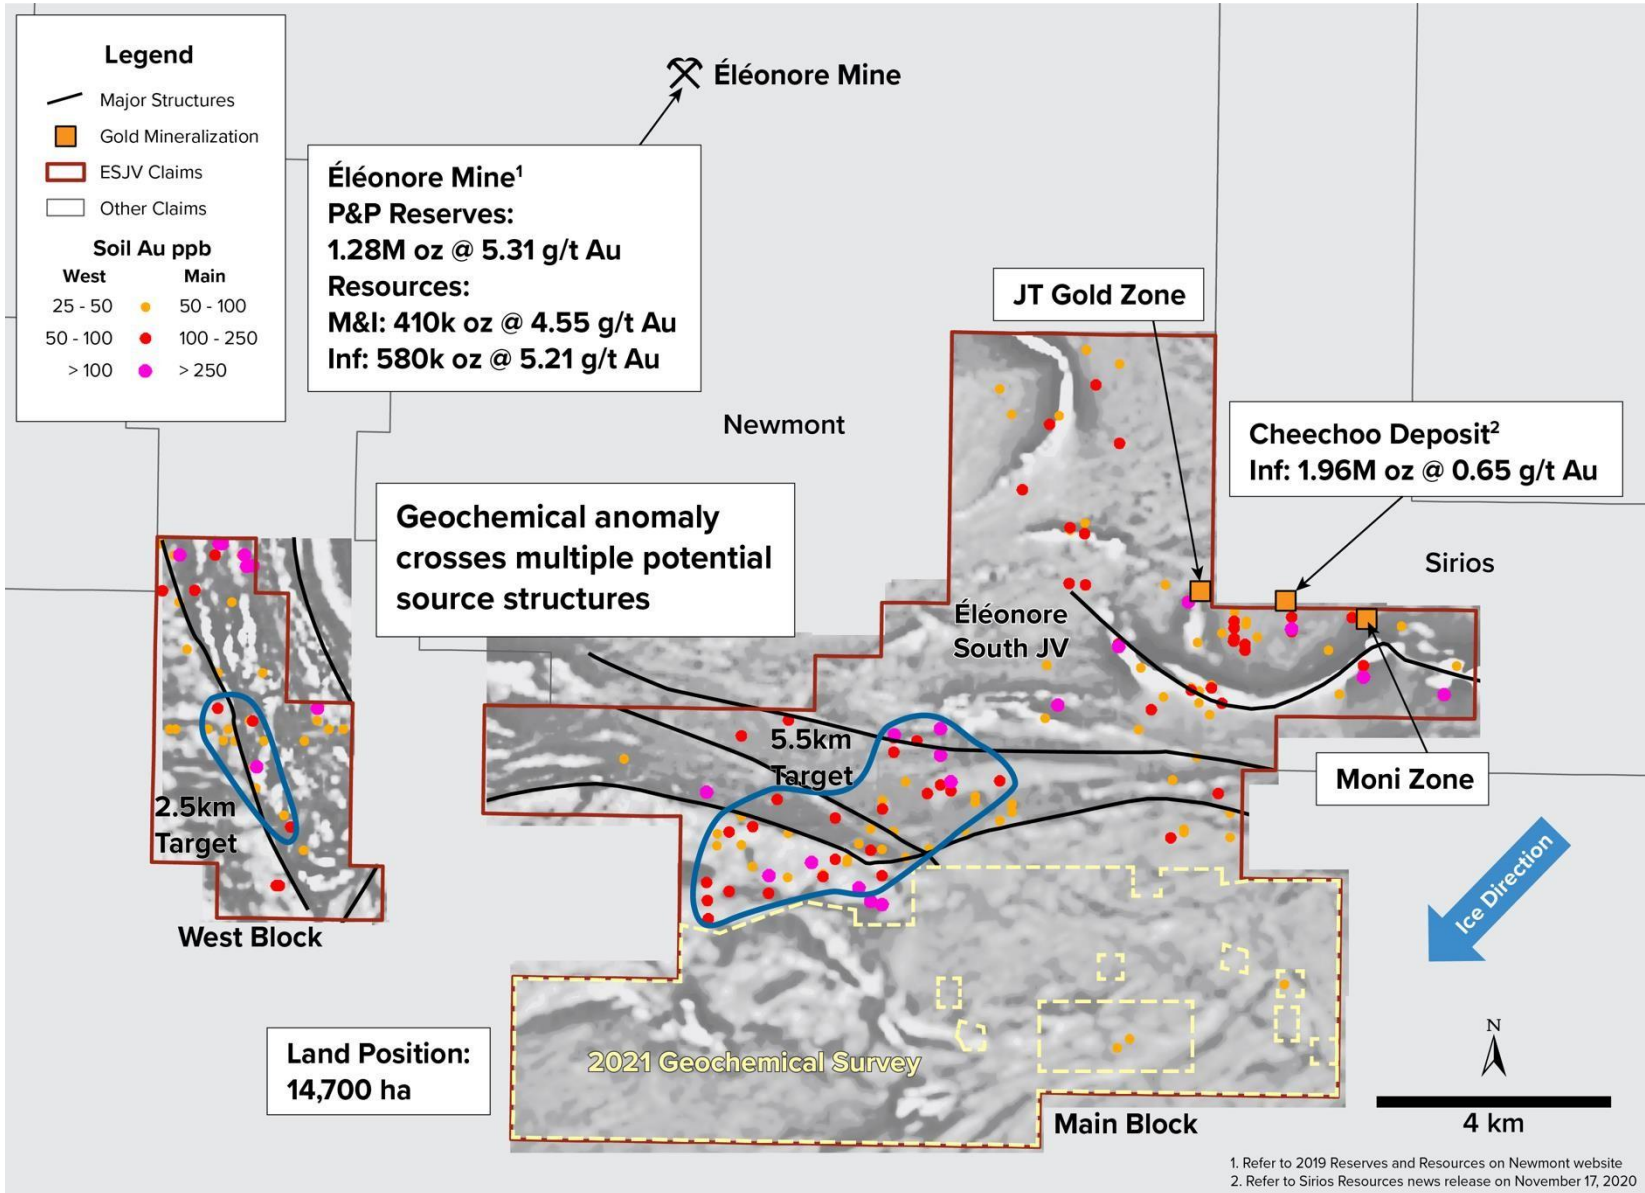 Legend
Major Structures
Gold Mineralization
ESJV Claims
Other Claims
Soil Au ppb
West Main
25 - 50 50 - 100
50 - 100 100 - 250
> 100 > 250
Éléonore Mine
Éléonore Mine¹
P&P Reserves:
1.28M oz @ 5.31 g/t Au
Resources:
M&I: 410k oz @ 4.55 g/t Au
Inf: 580k oz @ 5.21 g/t Au
JT Gold Zone
Newmont
Cheechoo Deposit²
Inf: 1.96M oz @ 0.65 g/t Au
Geochemical anomaly
crosses multiple potential
source structures
Sirios
Éléonore
South JV
5.5km
Target
Moni Zone
2.5km
Target
West Block
Ice Direction
Land Position:
14,700 ha
2021 Geochemical Survey
N
Main Block
4 km
1. Refer to 2019 Reserves and Resources on Newmont website
2. Refer to Sirios Resources news release on November 17, 2020